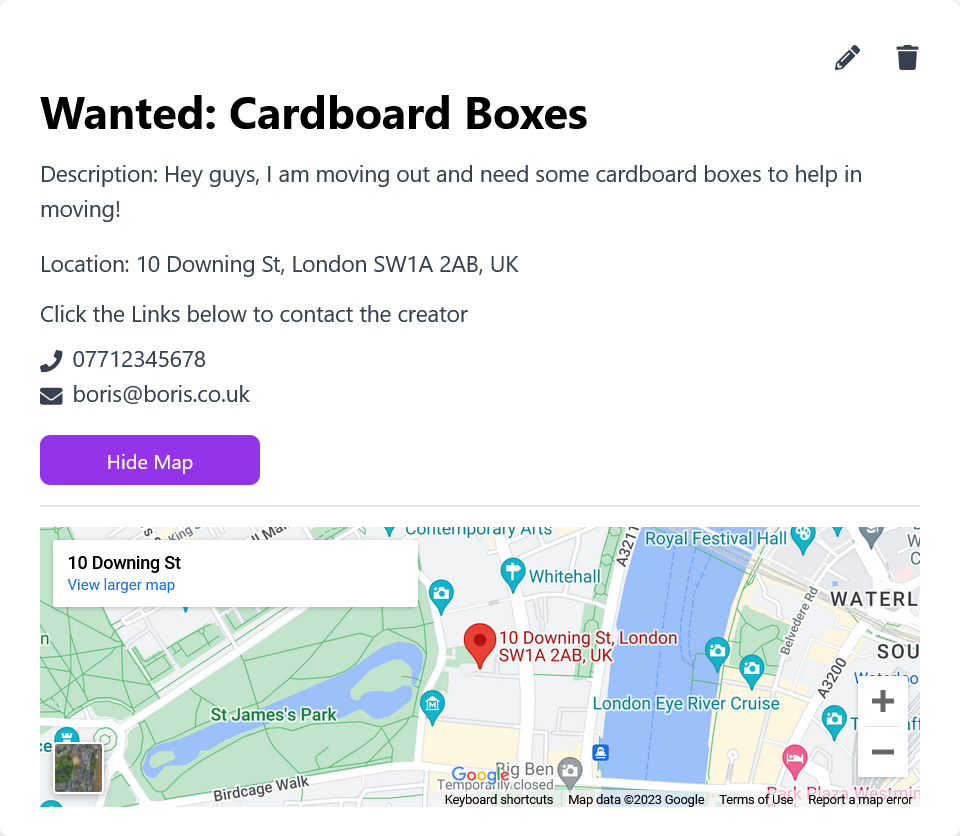 Wanted: Cardboard Boxes
Description: Hey guys, I am moving out and need some cardboard boxes to help in
moving!
Location: 10 Downing St, London SW1A 2AB, UK
Click the Links below to contact the creator
07712345678
boris@boris.co.uk
Hide Map
Contemporary Arts
A3211
Royal Festival Hall
10 Downing St
View larger map
Whitehall
Belvedere Rd
WATERL
10 Downing St, London
SW1A 2AB, UK
SOU
A3200
Waterloo
London Eye River Cruise
St James's Park
Big Ben
Temporarily closed
Google
Birdcage Walk
Park Plaza Westmin
Keyboard shortcuts
Map data ©2023 Google
Terms of Use
Report a map error